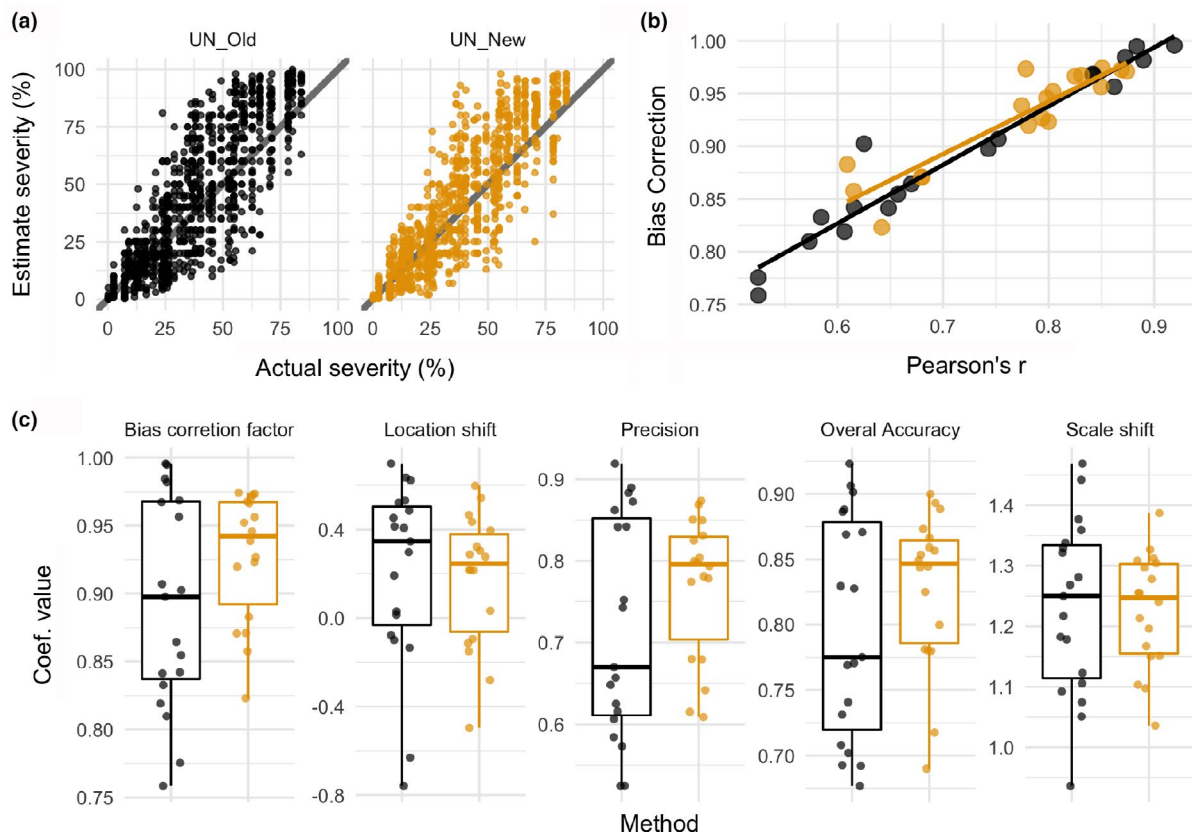 (a)
UN_Old
UN_New
Estimate severity (%)
100
75
50
25
0
0 25 50 75 100
0 25 50 75 100
Actual severity (%)
(b)
Bias Correction
1.00
0.95
0.90
0.85
0.80
0.75
0.6 0.7 0.8 0.9
Pearson's r
(c)
Coef. value
Bias corretion factor
1.00
0.95
0.90
0.85
0.80
0.75
Location shift
0.4
0.0
-0.4
-0.8
Precision
0.9
0.8
0.7
0.6
Overal Accuracy
0.90
0.85
0.80
0.75
0.70
Scale shift
1.4
1.3
1.2
1.1
1.0
Method